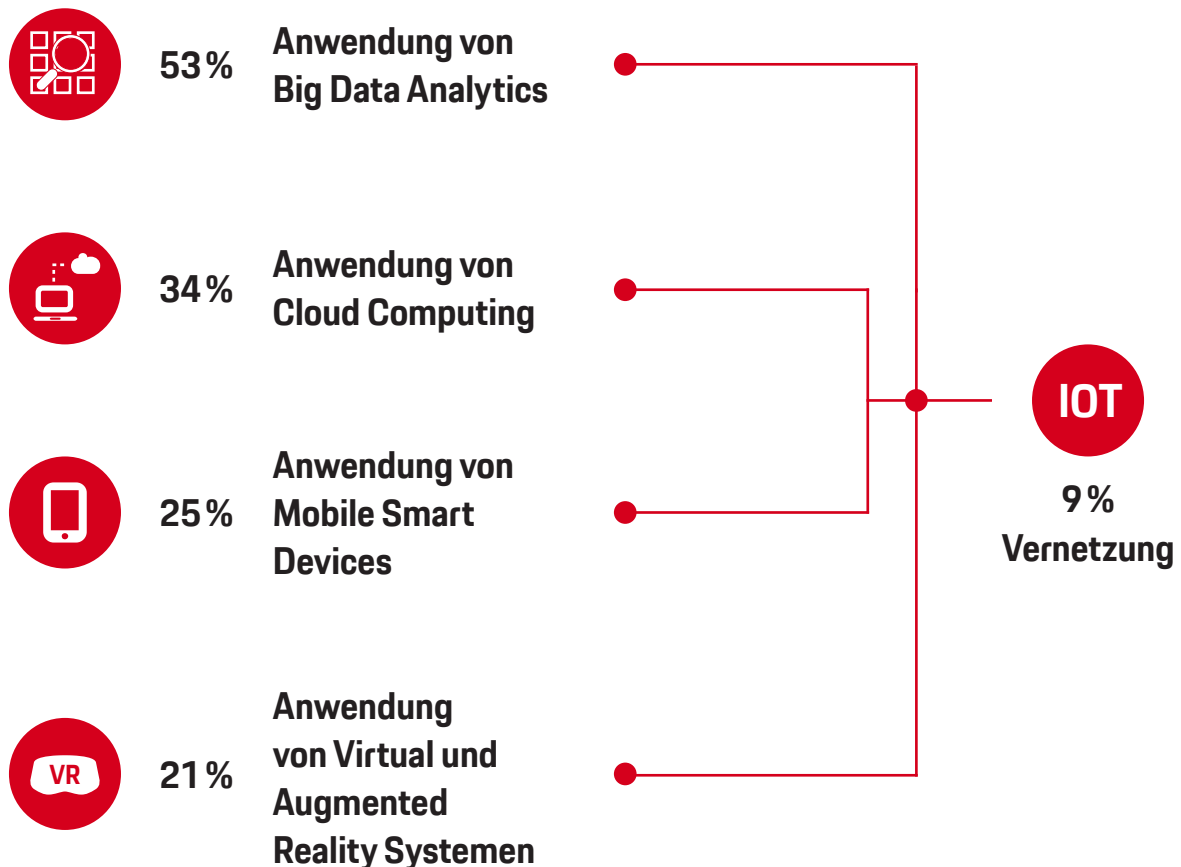 53 %
Anwendung von
Big Data Analytics
34 %
Anwendung von
Cloud Computing
25 %
Anwendung von
Mobile Smart
Devices
VR
21 %
Anwendung
von Virtual und
Augmented
Reality Systemen
IOT
9 %
Vernetzung